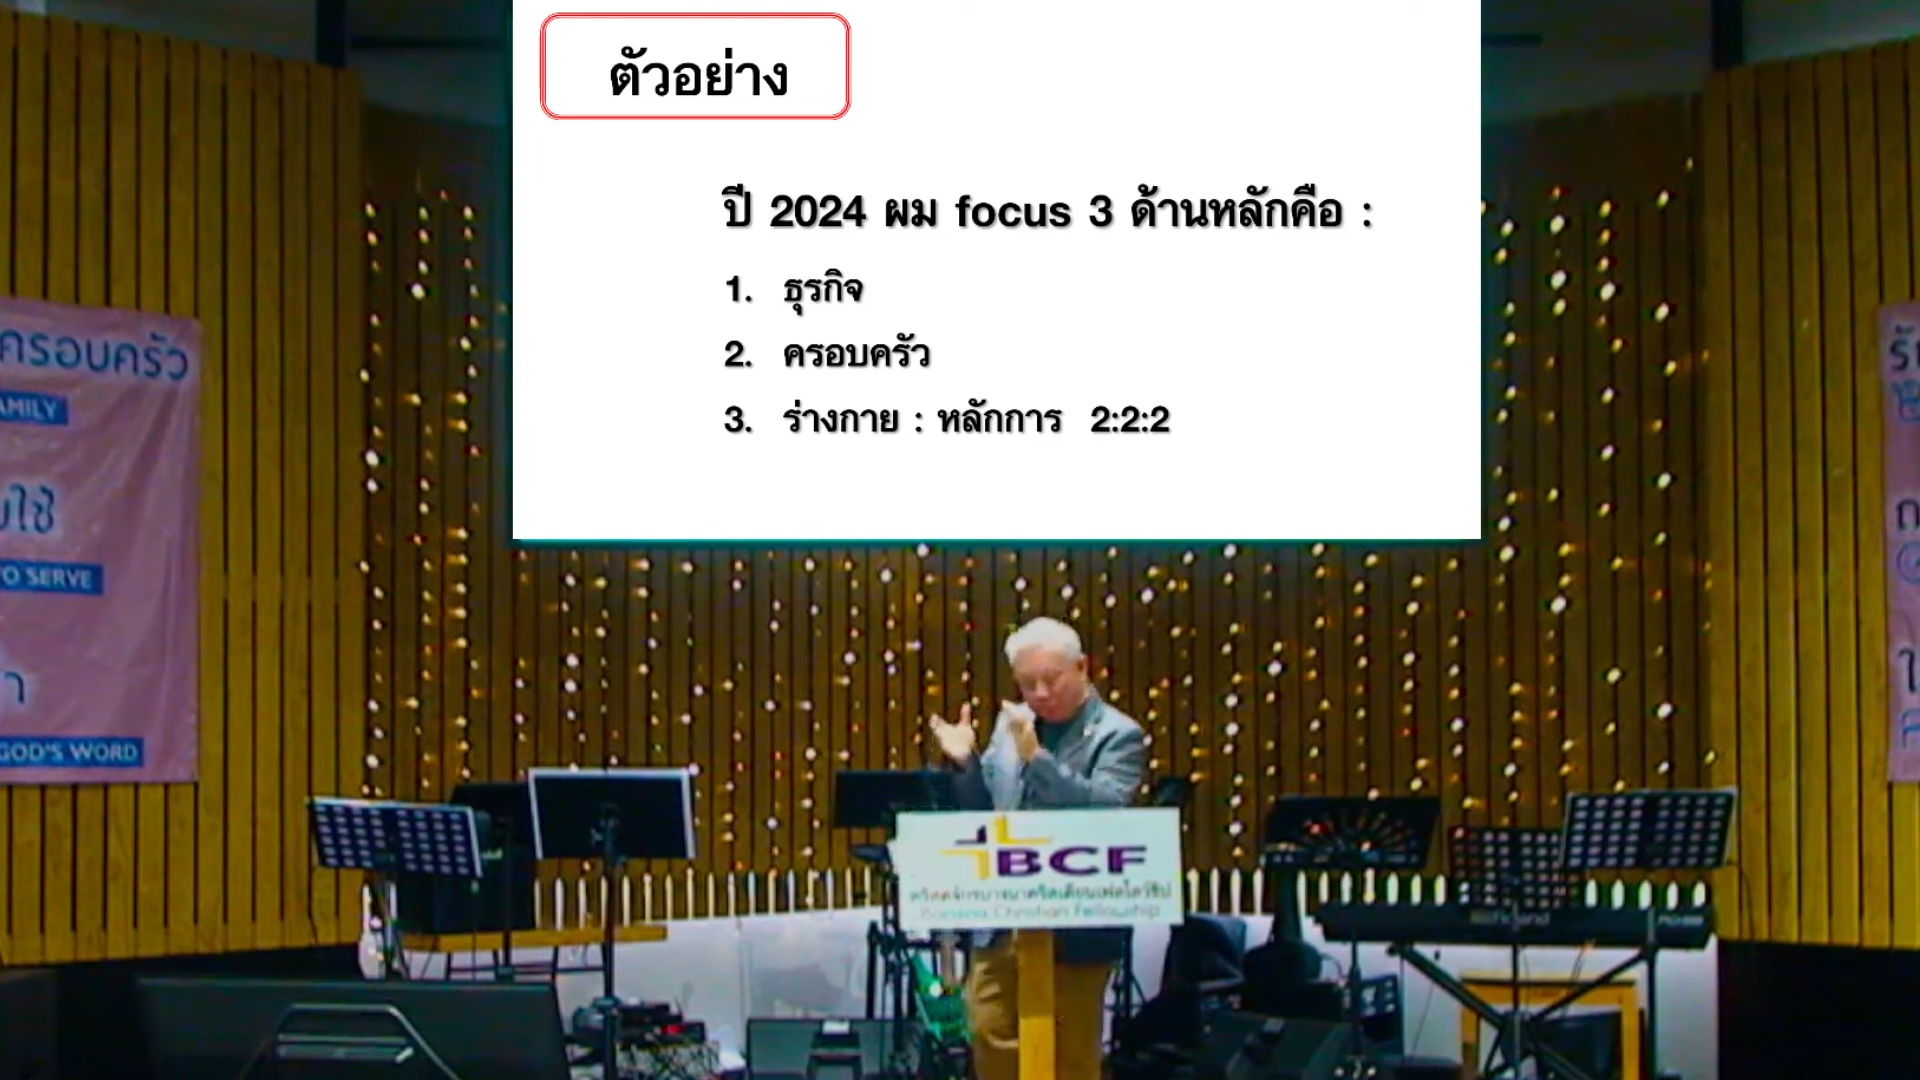 ตัวอย่าง
ปี 2024 ผม focus 3 ด้านหลักคือ :
1. ธุรกิจ
2. ครอบครัว
3. ร่างกาย : หลักการ 2:2:2
ครอบครัว
AMILY
TO SERVE
GOD'S WORD
BCF
Christian Fellowship